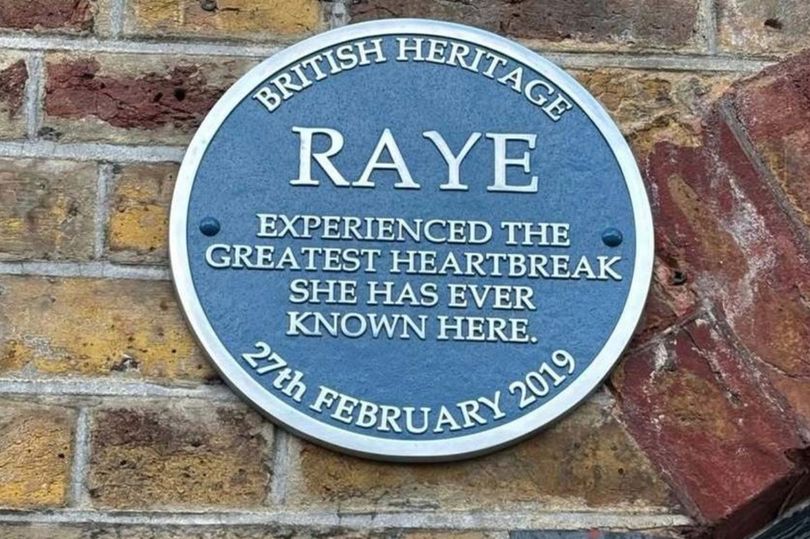 BRITISH HERITAGE
RAYE
EXPERIENCED THE
GREATEST HEARTBREAK
SHE HAS EVER
KNOWN HERE.
27th FEBRUARY 2019